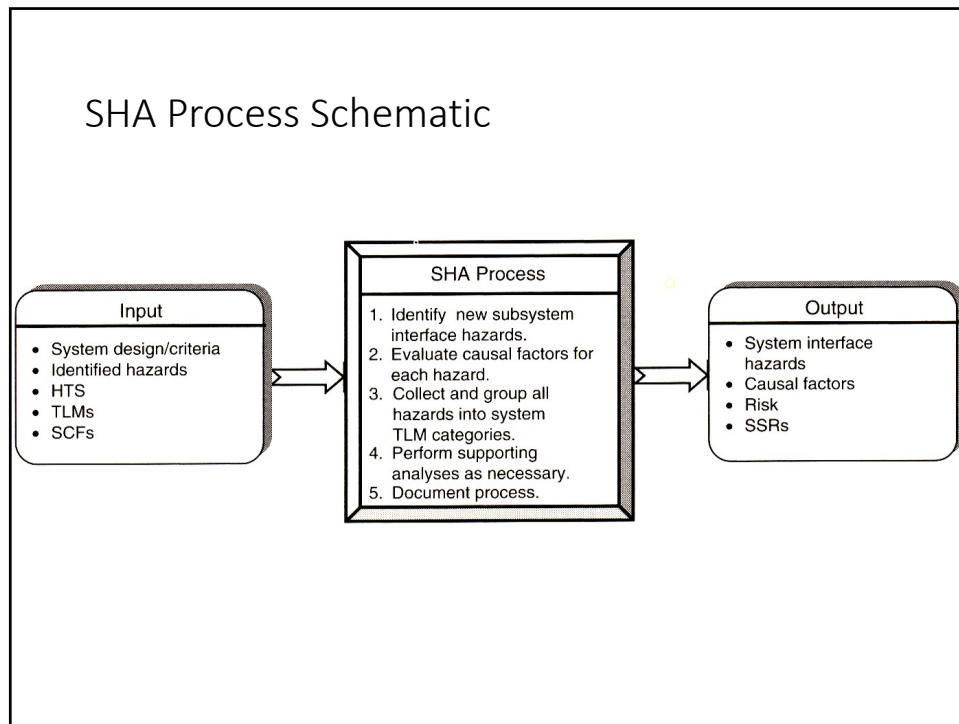 SHA Process Schematic
Input
• System design/criteria
• Identified hazards
• HTS
• TLMs
• SCFs
SHA Process
1. Identify new subsystem
interface hazards.
2. Evaluate causal factors for
each hazard.
3. Collect and group all
hazards into system
TLM categories.
4. Perform supporting
analyses as necessary.
5. Document process.
Output
• System interface
hazards
• Causal factors
• Risk
• SSRs